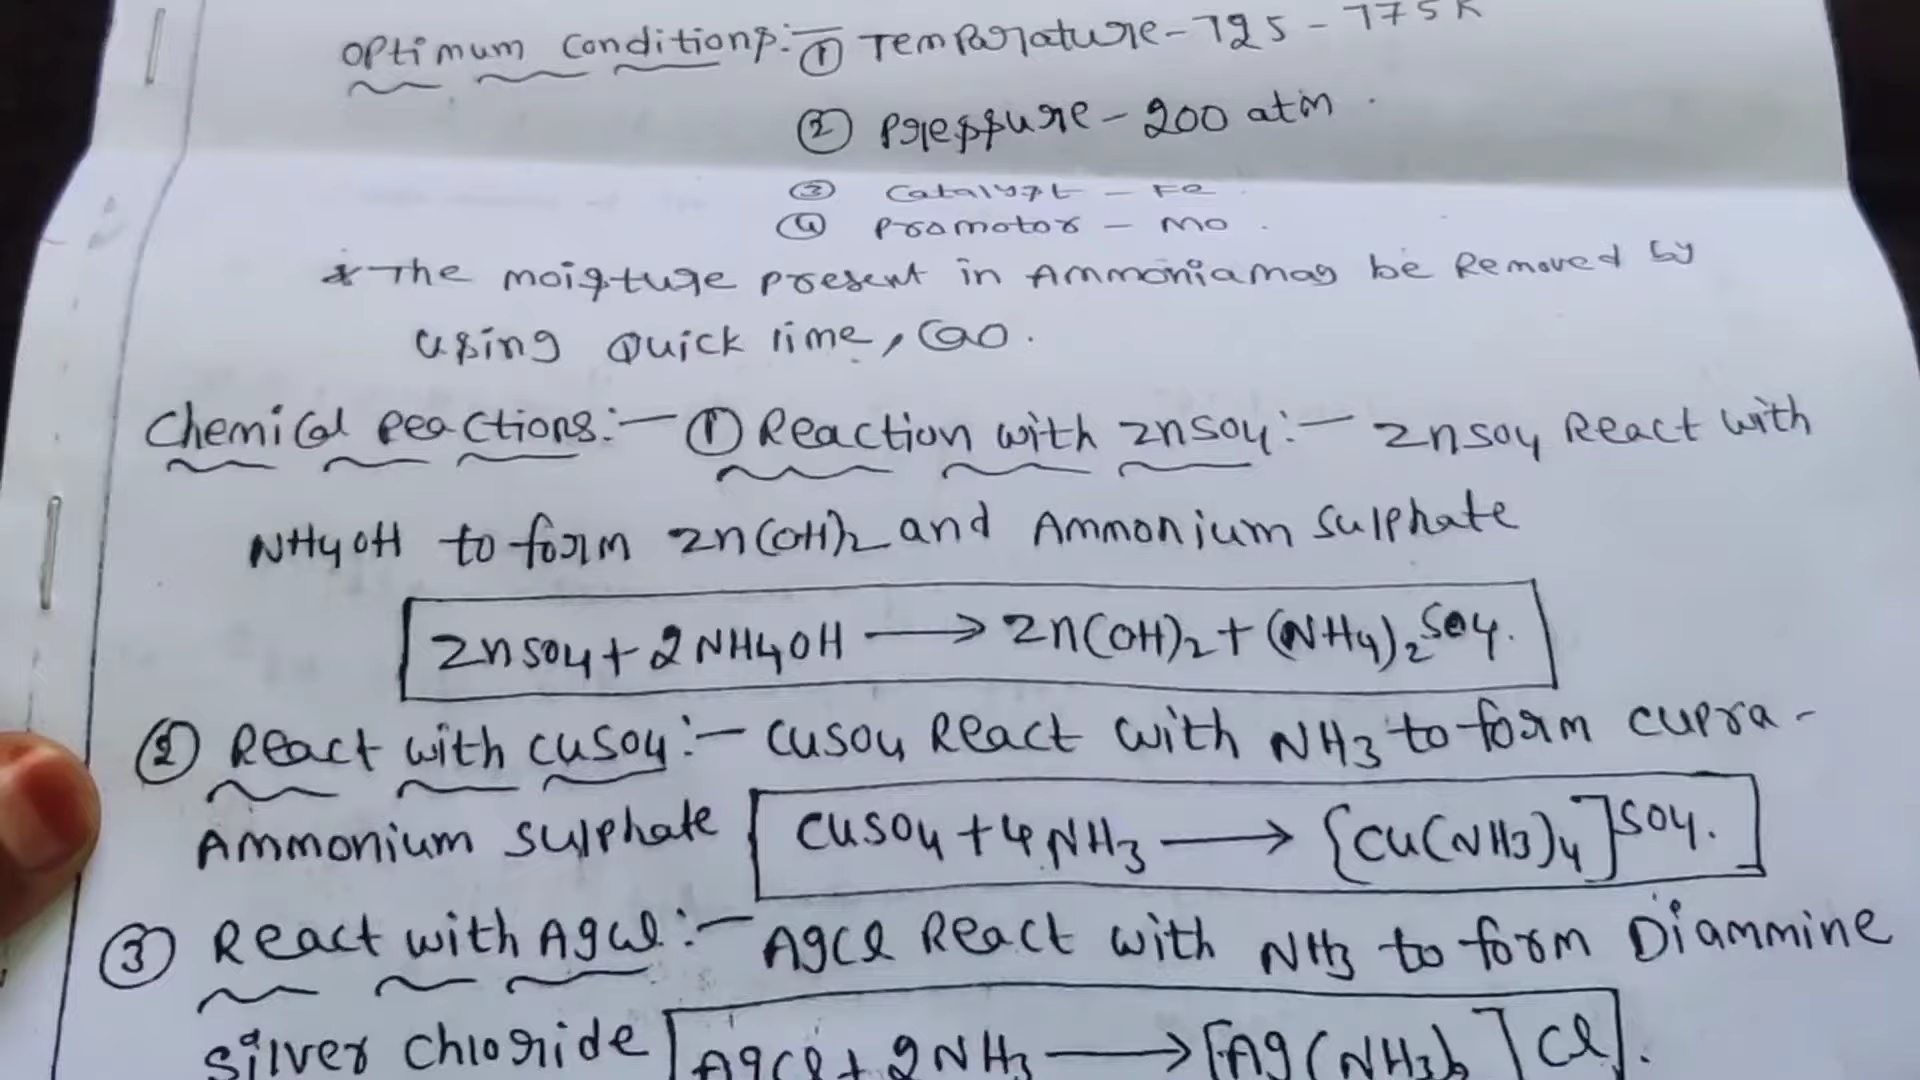 Optimum Conditions:- ① Temparature - 725 - 775K
② Pressure - 200 atm.
③ Catalyst - Fe.
④ Promotor - Mo.
* The moisture present in Ammonia may be Removed by
using Quick lime, CaO.
Chemical Reactions:- ① Reaction with ZnSO4:- ZnSO4 React with
NH4OH to form Zn(OH)2 and Ammonium Sulphate
ZnSO4 + 2NH4OH ⟶ Zn(OH)2 + (NH4)2SO4.
② React with CuSO4:- CuSO4 React with NH3 to form cupra-
Ammonium Sulphate [CuSO4 + 4NH3 ⟶ [Cu(NH3)4]SO4.]
③ React with AgCl:- AgCl React with NH3 to form Diammine
Silver Chloride [AgCl + 2NH3 ⟶ [Ag(NH3)2]Cl].